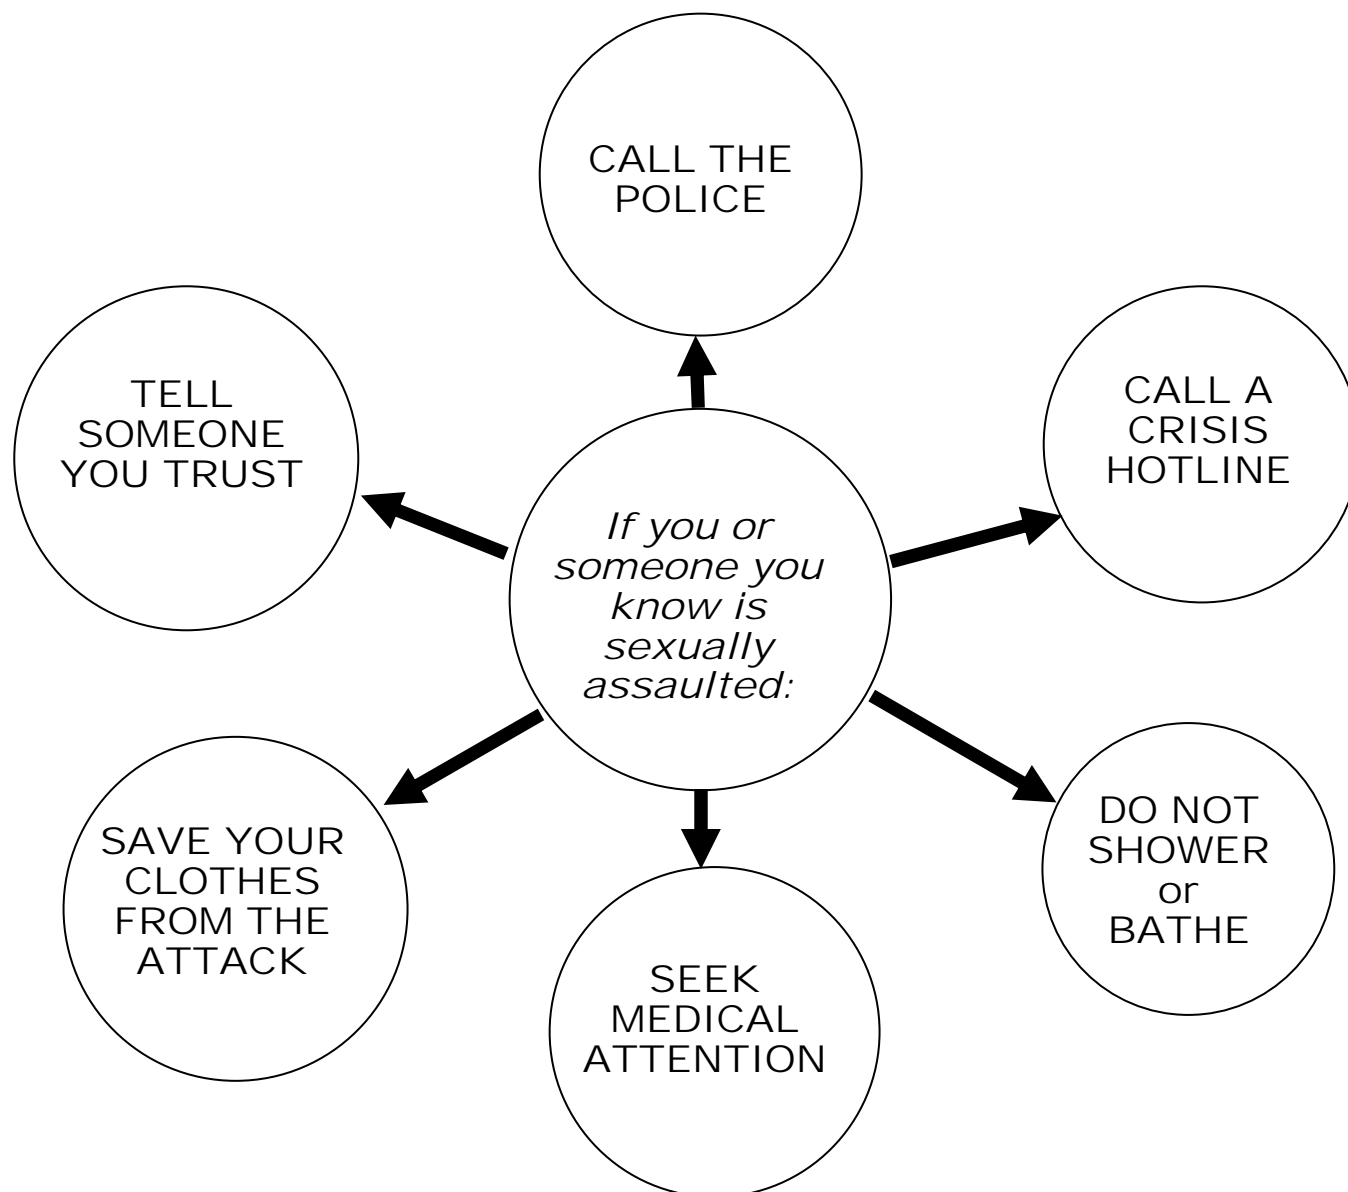 CALL THE
POLICE
TELL
SOMEONE
YOU TRUST
CALL A
CRISIS
HOTLINE
If you or
someone you
know is
sexually
assaulted:
SAVE YOUR
CLOTHES
FROM THE
ATTACK
DO NOT
SHOWER
or
BATHE
SEEK
MEDICAL
ATTENTION